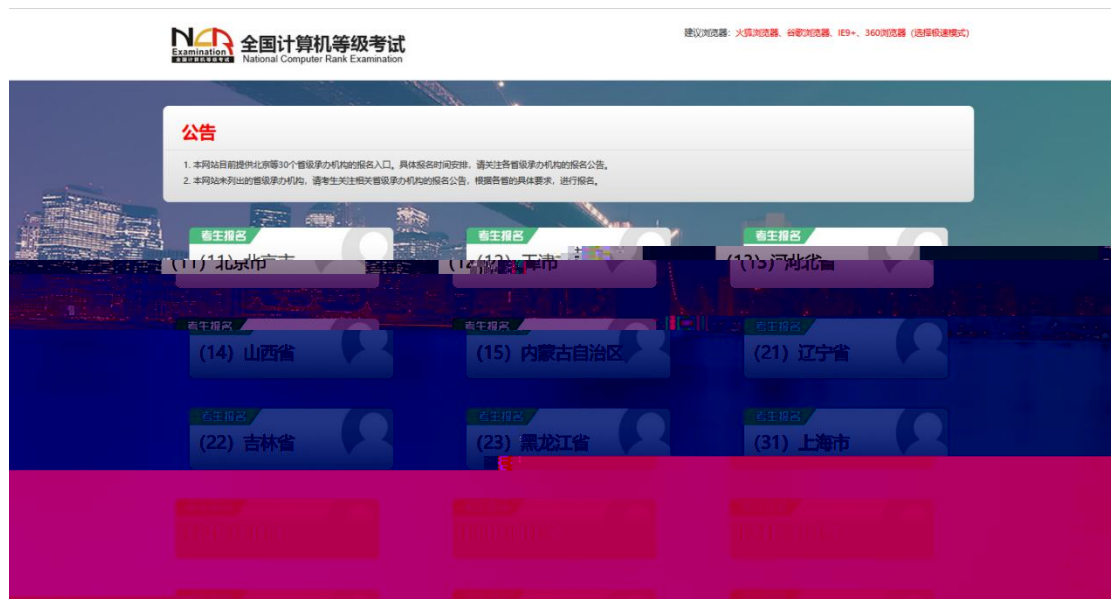 NCR
Examination
全国计算机等级考试
全国计算机等级考试
National Computer Rank Examination
建议浏览器：火狐浏览器、谷歌浏览器、IE9+、360浏览器（选择极速模式）
公告
1. 本网站目前提供北京等30个省级承办机构的报名入口。具体报名时间安排，请关注各省级承办机构的报名公告。
2. 本网站未列出的省级承办机构，请考生关注相关省级承办机构的报名公告，根据各省的具体要求，进行报名。
考生报名 考生报名 考生报名
(11) 北京市 (12) 天津市 (13) 河北省
考生报名 考生报名 考生报名
(14) 山西省 (15) 内蒙古自治区 (21) 辽宁省
考生报名 考生报名 考生报名
(22) 吉林省 (23) 黑龙江省 (31) 上海市